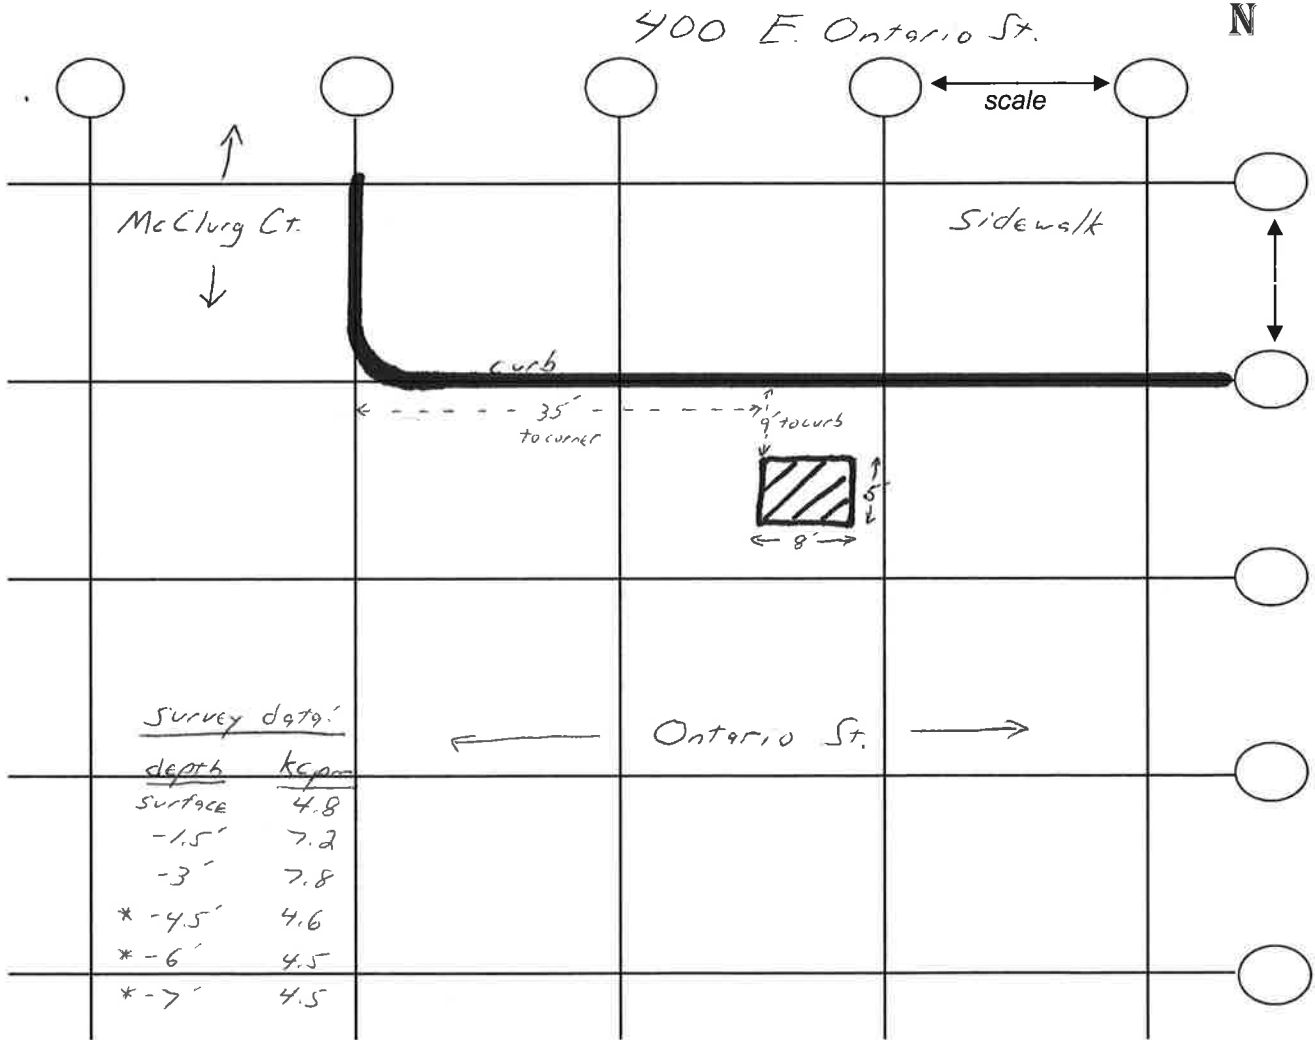 400 E. Ontario St.
N
scale
McClurg Ct.
Sidewalk
curb
35'
to corner
9' to curb
5'
8'
Survey data:
Ontario St.
depth kcpm
surface 4.8
-1.5' 7.2
-3' 7.8
* -4.5' 4.6
* -6' 4.5
* -7' 4.5